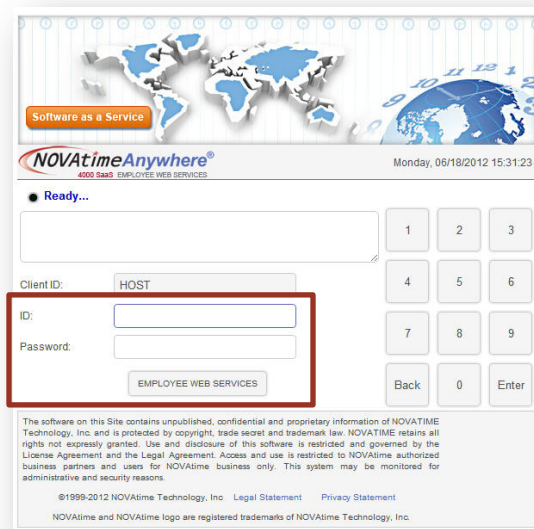 10 11 12 1
9
8
Software as a Service
NOVAtimeAnywhere®
4000 SaaS EMPLOYEE WEB SERVICES
Monday, 06/18/2012 15:31:23
Ready...
1 2 3
Client ID: HOST
4 5 6
ID:
7 8 9
Password:
EMPLOYEE WEB SERVICES
Back 0 Enter
The software on this Site contains unpublished, confidential and proprietary information of NOVATIME
Technology, Inc. and is protected by copyright, trade secret and trademark law. NOVATIME retains all
rights not expressly granted. Use and disclosure of this software is restricted and governed by the
License Agreement and the Legal Agreement. Access and use is restricted to NOVAtime authorized
business partners and users for NOVAtime business only. This system may be monitored for
administrative and security reasons.
©1999-2012 NOVAtime Technology, Inc Legal Statement Privacy Statement
NOVAtime and NOVAtime logo are registered trademarks of NOVAtime Technology, Inc.